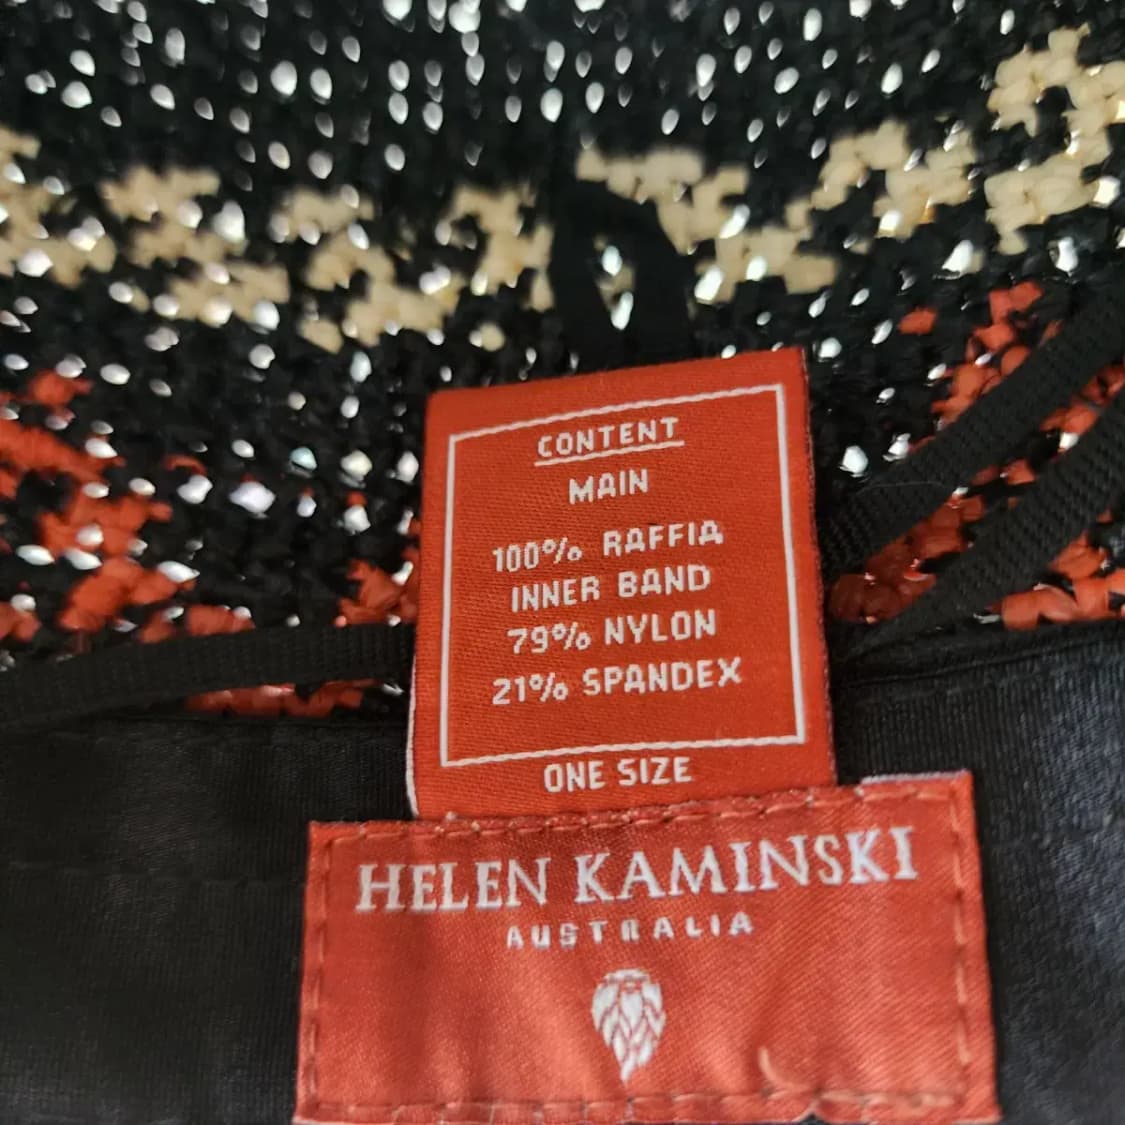 CONTENT
MAIN
100% RAFFIA
INNER BAND
79% NYLON
21% SPANDEX
ONE SIZE
HELEN KAMINSKI
AUSTRALIA